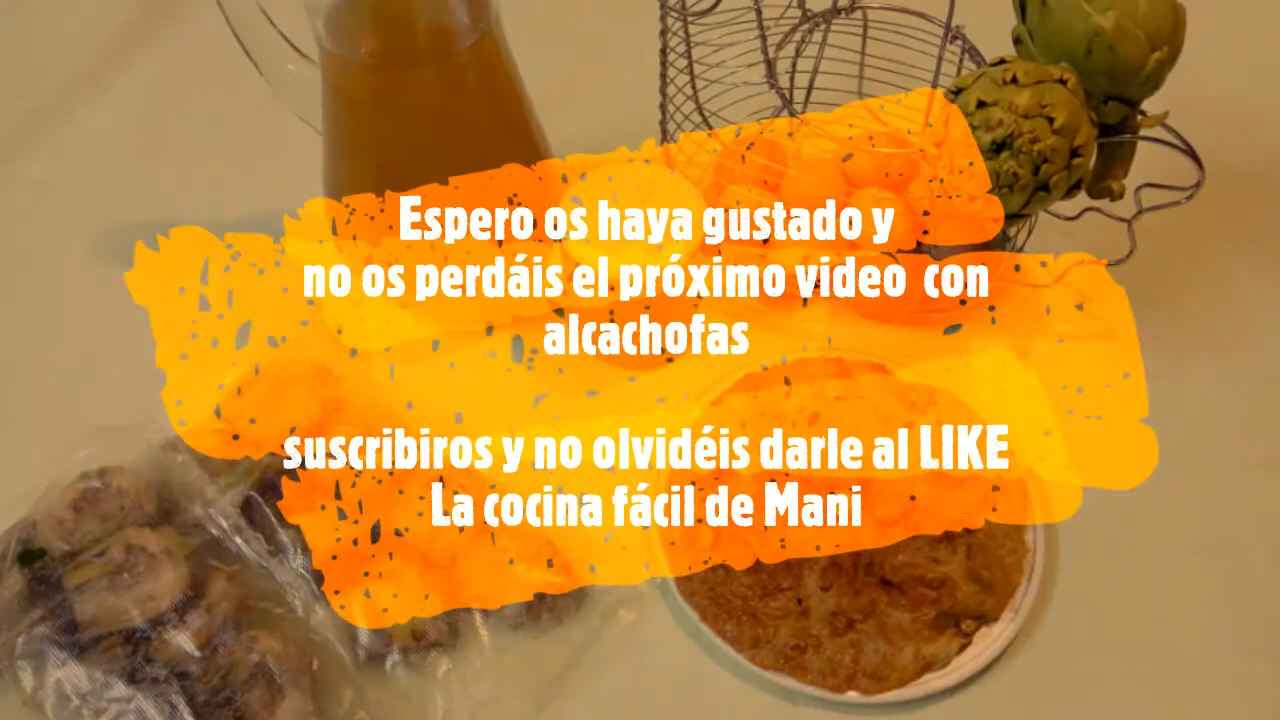 Espero os haya gustado y
no os perdáis el próximo video con
alcachofas
suscribiros y no olvidéis darle al LIKE
La cocina fácil de Mani